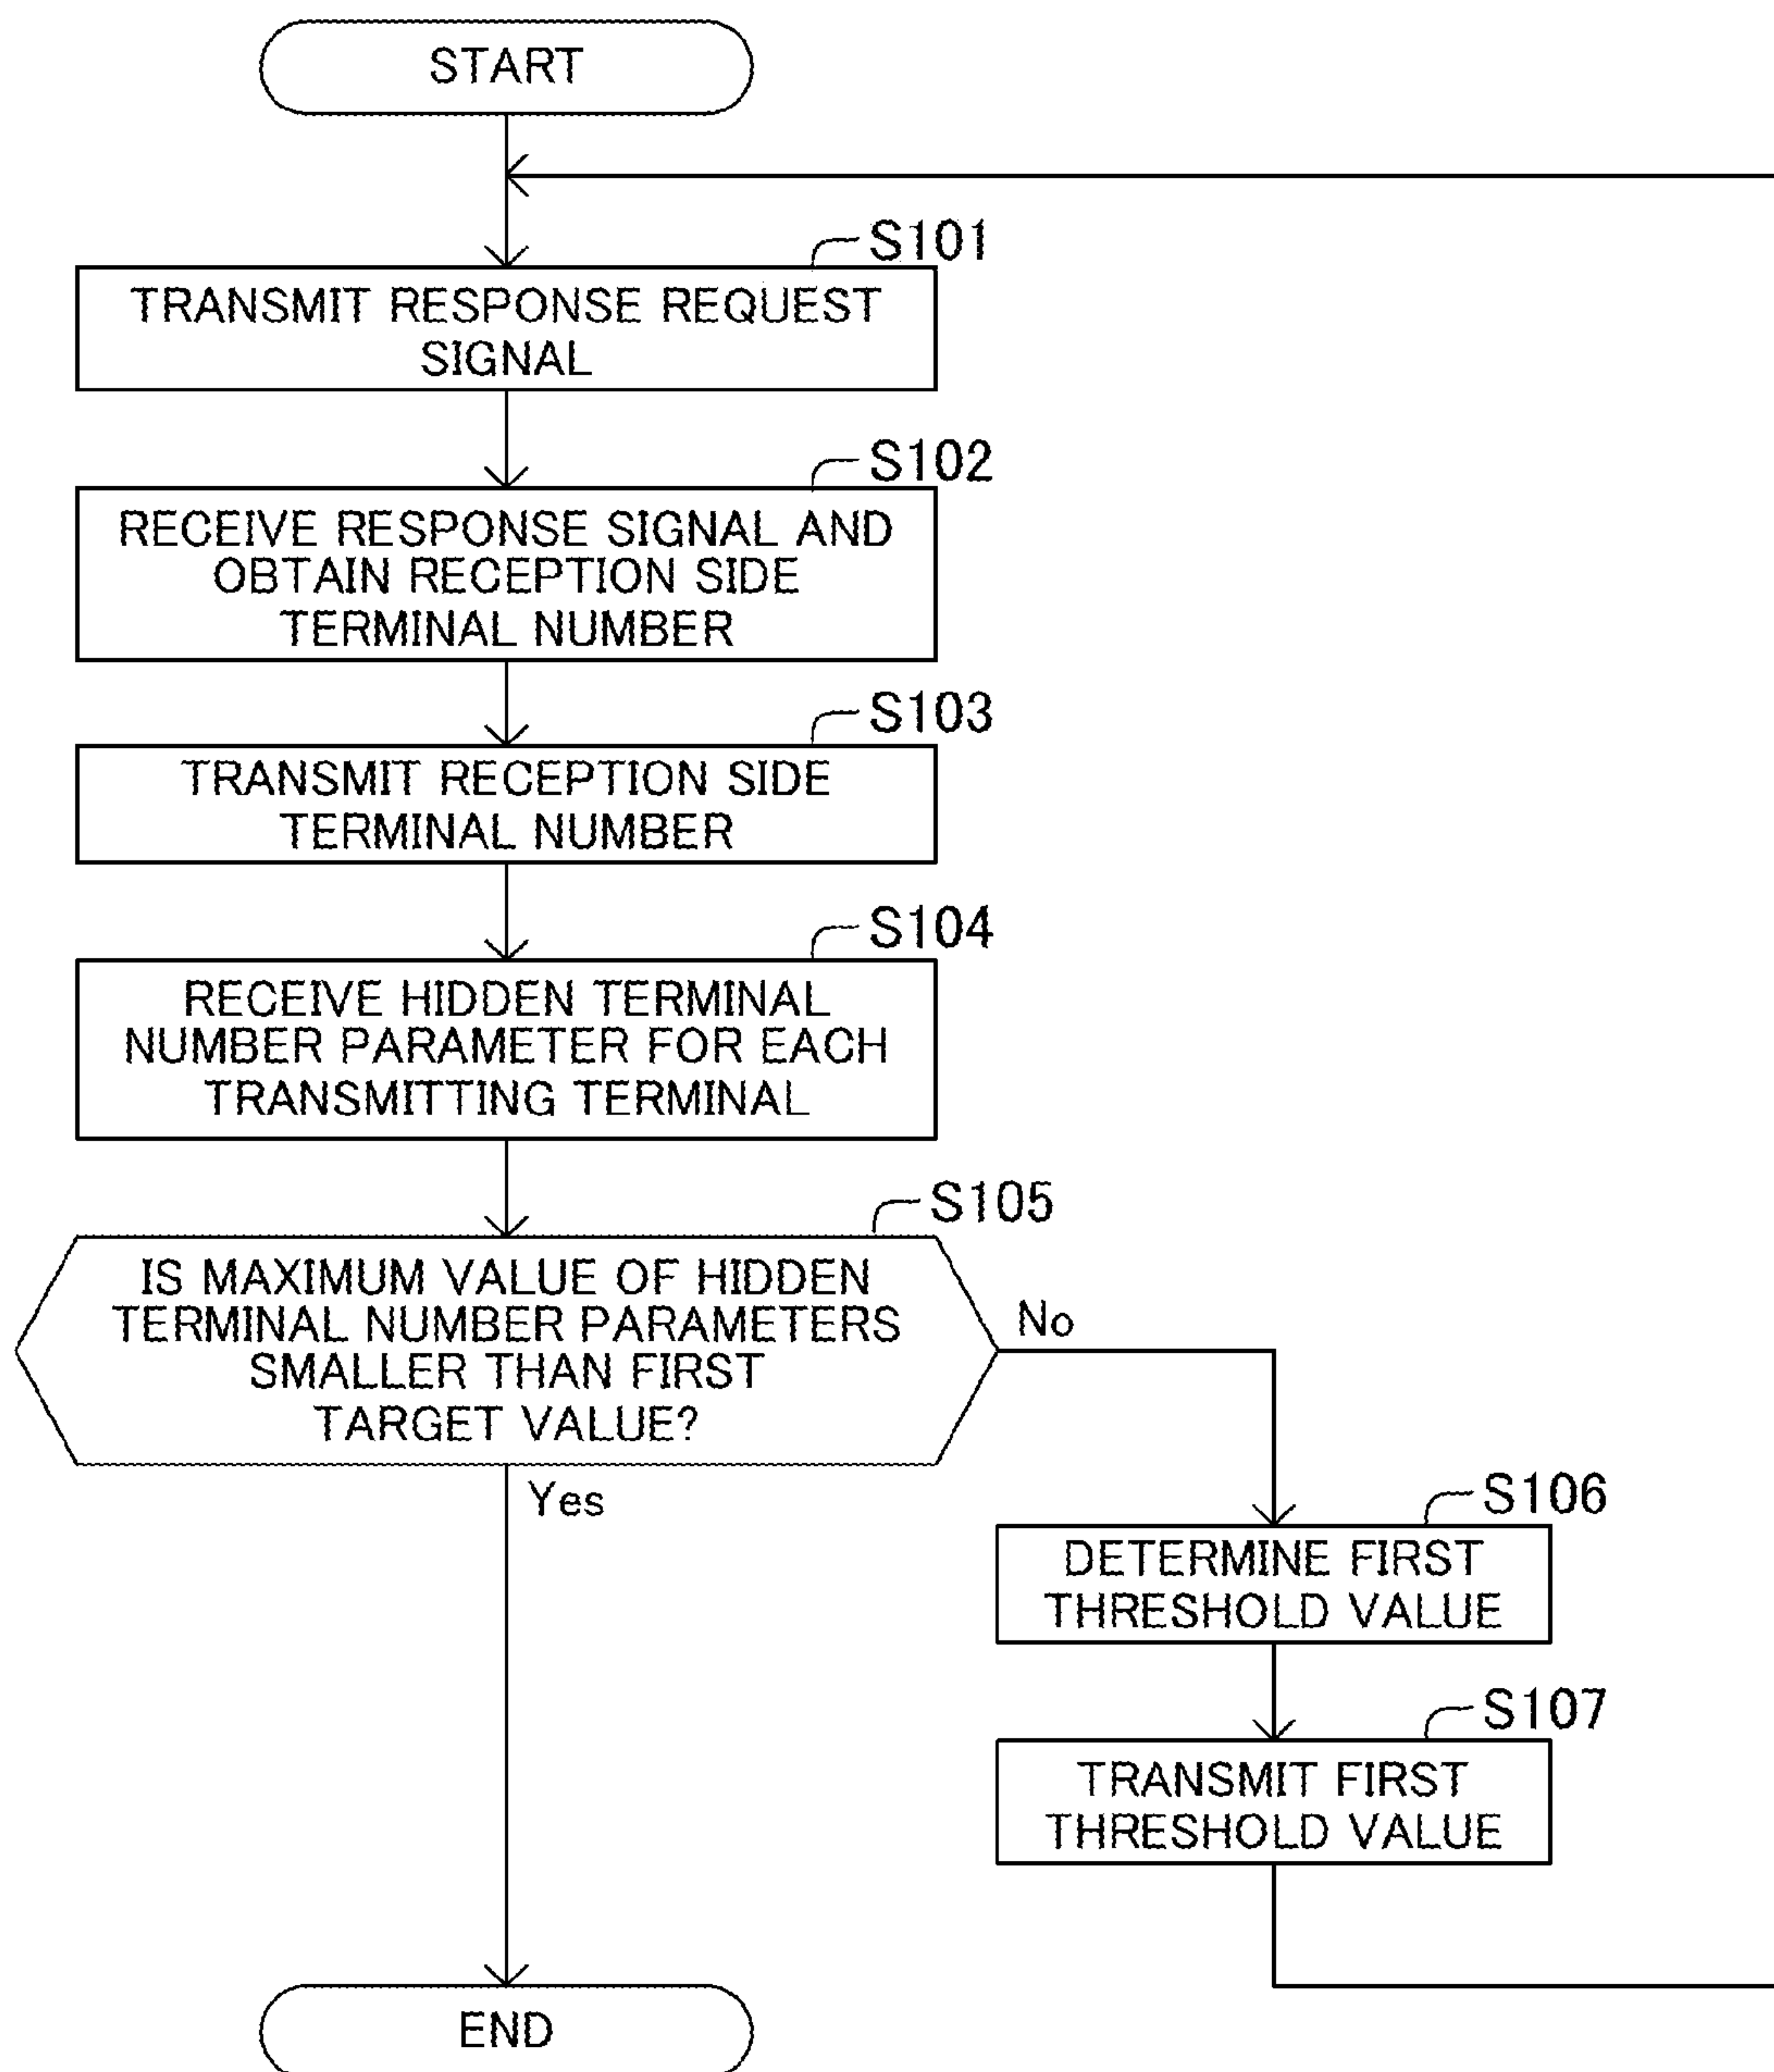 START
S101
TRANSMIT RESPONSE REQUEST
SIGNAL
S102
RECEIVE RESPONSE SIGNAL AND
OBTAIN RECEPTION SIDE
TERMINAL NUMBER
S103
TRANSMIT RECEPTION SIDE
TERMINAL NUMBER
S104
RECEIVE HIDDEN TERMINAL
NUMBER PARAMETER FOR EACH
TRANSMITTING TERMINAL
S105
IS MAXIMUM VALUE OF HIDDEN
TERMINAL NUMBER PARAMETERS
SMALLER THAN FIRST
TARGET VALUE?
No
Yes
S106
DETERMINE FIRST
THRESHOLD VALUE
S107
TRANSMIT FIRST
THRESHOLD VALUE
END